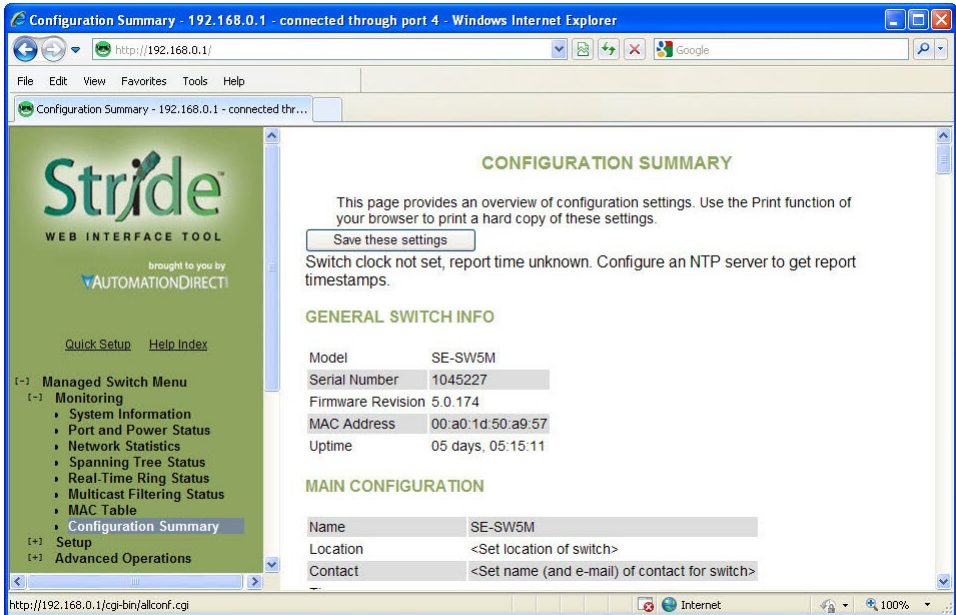 Configuration Summary - 192.168.0.1 - connected through port 4 - Windows Internet Explorer
http://192.168.0.1/
Google
File Edit View Favorites Tools Help
Configuration Summary - 192.168.0.1 - connected thr...
Stride
WEB INTERFACE TOOL
brought to you by
AUTOMATIONDIRECT
Quick Setup Help Index
[-] Managed Switch Menu
[-] Monitoring
System Information
Port and Power Status
Network Statistics
Spanning Tree Status
Real-Time Ring Status
Multicast Filtering Status
MAC Table
Configuration Summary
[+] Setup
[+] Advanced Operations
CONFIGURATION SUMMARY
This page provides an overview of configuration settings. Use the Print function of
your browser to print a hard copy of these settings.
Save these settings
Switch clock not set, report time unknown. Configure an NTP server to get report
timestamps.
GENERAL SWITCH INFO
Model SE-SW5M
Serial Number 1045227
Firmware Revision 5.0.174
MAC Address 00:a0:1d:50:a9:57
Uptime 05 days, 05:15:11
MAIN CONFIGURATION
Name SE-SW5M
Location <Set location of switch>
Contact <Set name (and e-mail) of contact for switch>
http://192.168.0.1/cgi-bin/allconf.cgi
Internet
100%